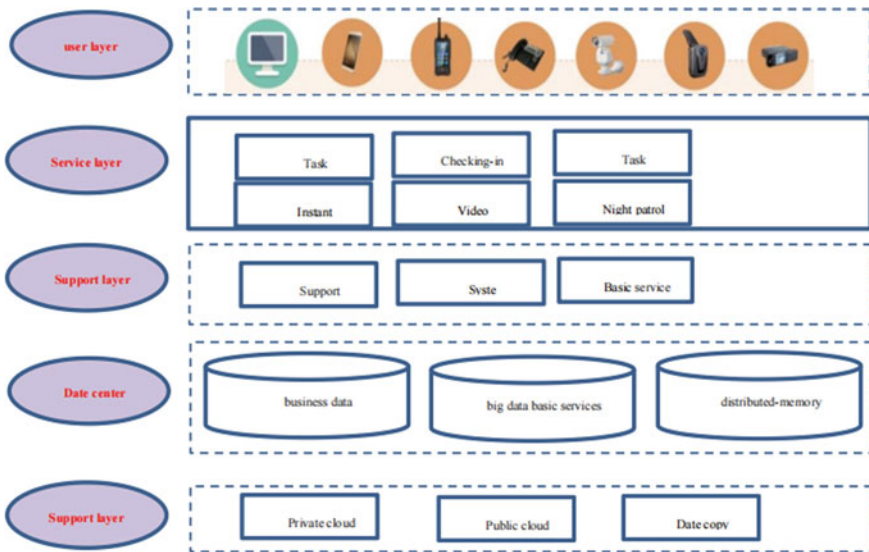 user layer
Service layer
Task
Checking-in
Task
Instant
Video
Night patrol
Support layer
Support
Syste
Basic service
Date center
business data
big data basic services
distributed-memory
Support layer
Private cloud
Public cloud
Date copy